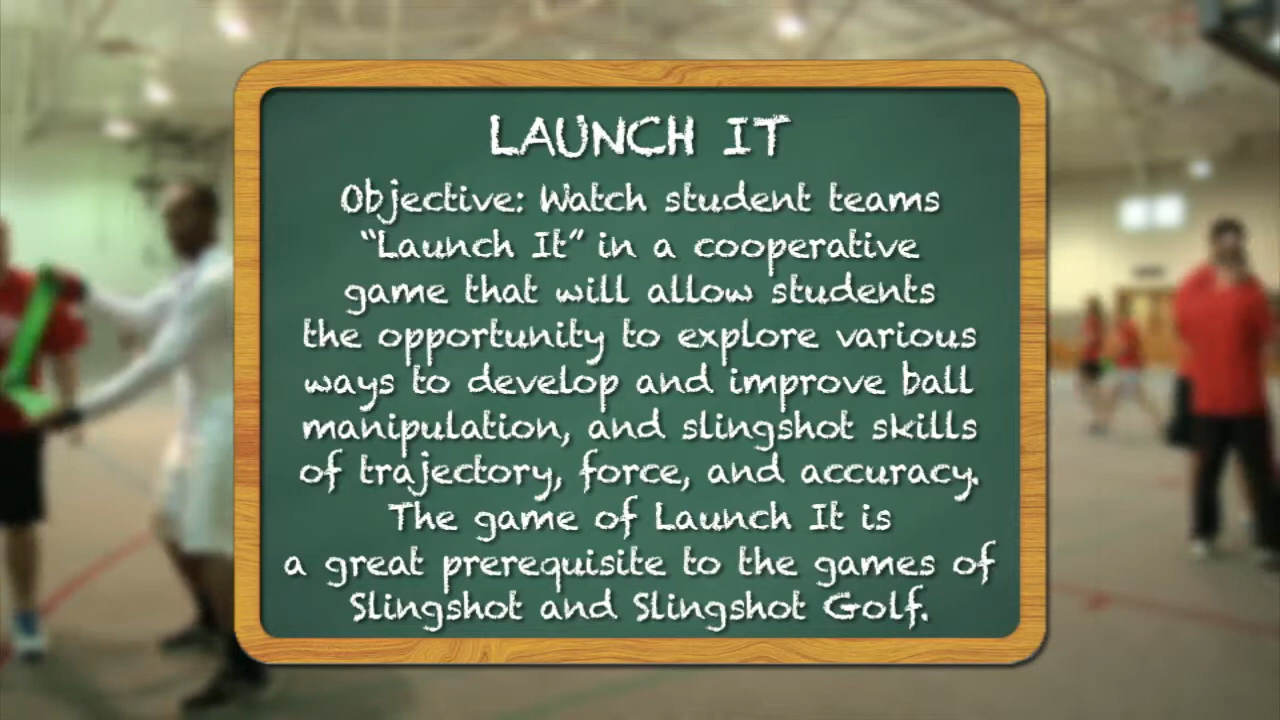 LAUNCH IT
Objective: Watch student teams
“Launch It” in a cooperative
game that will allow students
the opportunity to explore various
ways to develop and improve ball
manipulation, and slingshot skills
of trajectory, force, and accuracy.
The game of Launch It is
a great prerequisite to the games of
Slingshot and Slingshot Golf.